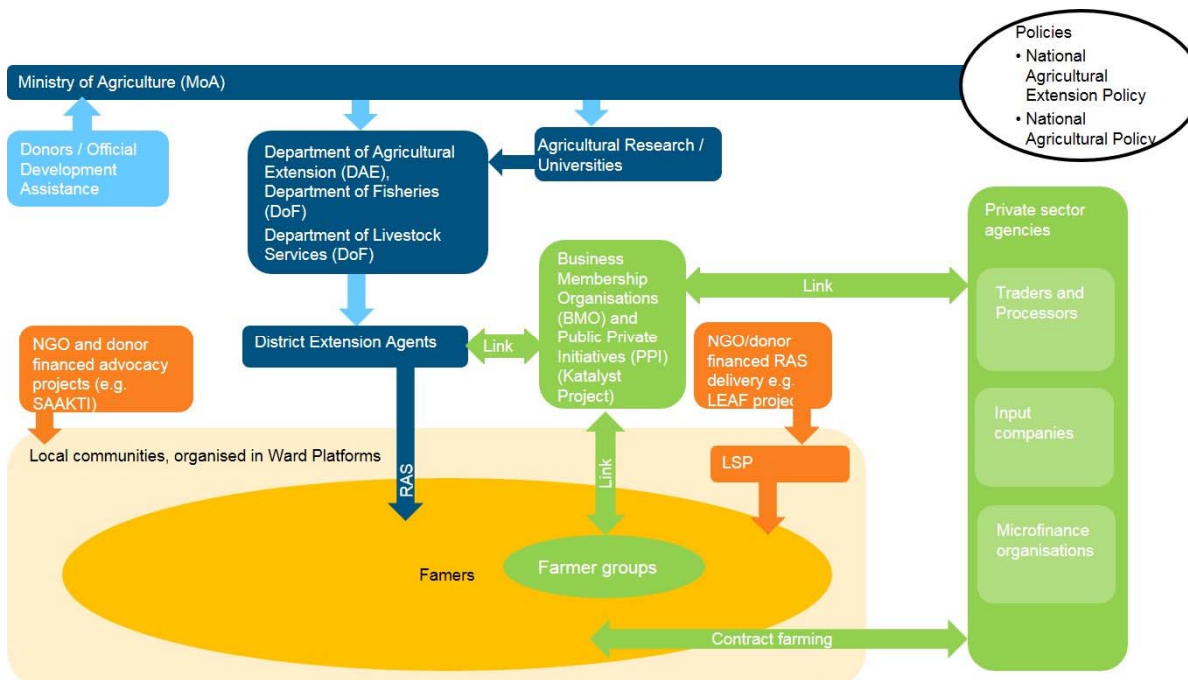 Policies
• National
Agricultural
Extension Policy
• National
Agricultural Policy
Ministry of Agriculture (MoA)
Donors / Official
Development
Assistance
Department of Agricultural
Extension (DAE),
Department of Fisheries
(DoF)
Department of Livestock
Services (DoF)
Agricultural Research /
Universities
Private sector
agencies
Traders and
Processors
Input
companies
Microfinance
organisations
Business
Membership
Organisations
(BMO) and
Public Private
Initiatives (PPI)
(Katalyst
Project)
Link
District Extension Agents
Link
NGO and donor
financed advocacy
projects (e.g.
SAAKTI)
NGO/donor
financed RAS
delivery e.g.
LEAF project
Local communities, organised in Ward Platforms
RAS
Link
LSP
Famers
Farmer groups
Contract farming